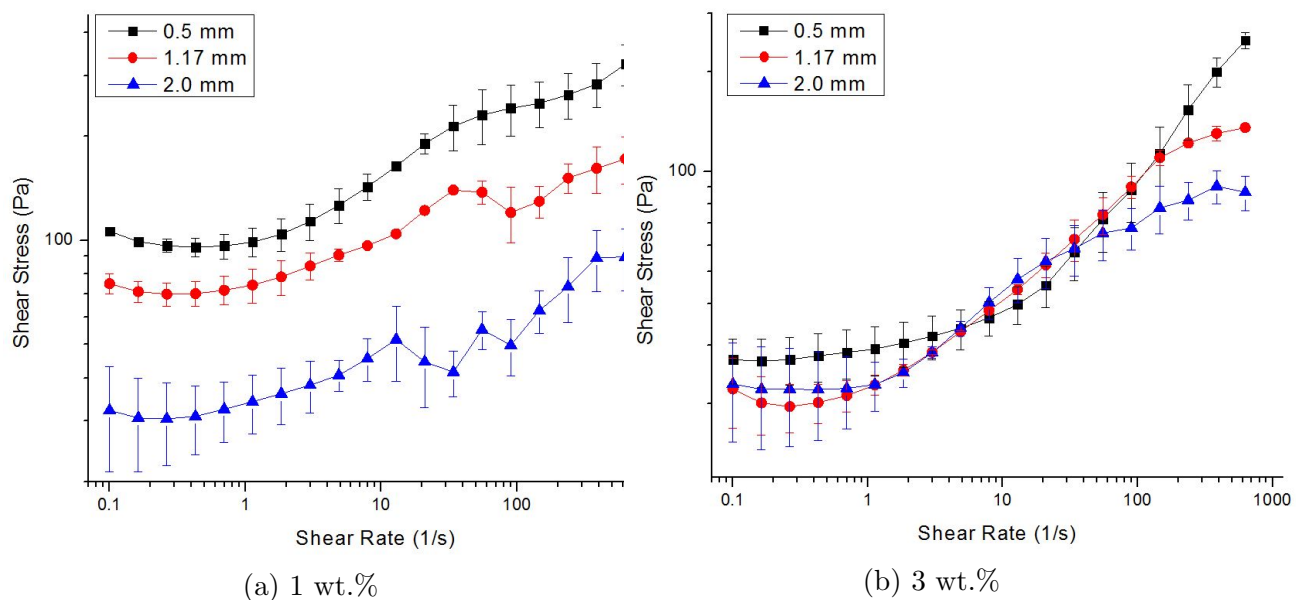 0.5 mm
1.17 mm
2.0 mm
Shear Stress (Pa)
100
0.1 1 10 100
Shear Rate (1/s)
(a) 1 wt.%
0.5 mm
1.17 mm
2.0 mm
Shear Stress (Pa)
100
0.1 1 10 100 1000
Shear Rate (1/s)
(b) 3 wt.%